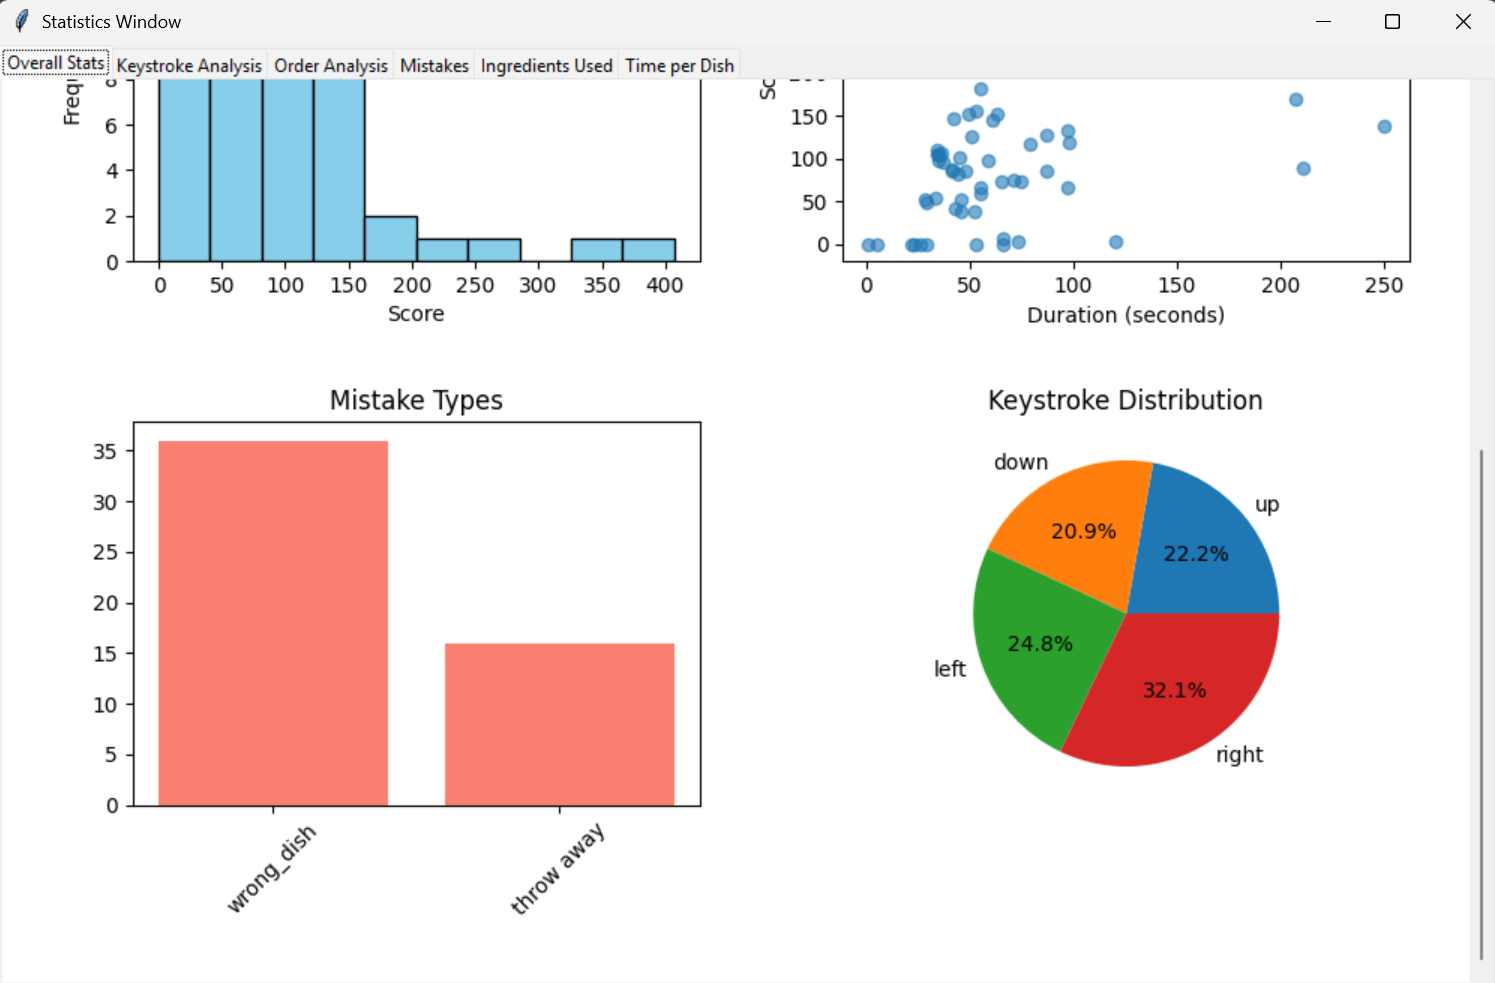 Statistics Window
Overall Stats Keystroke Analysis Order Analysis Mistakes Ingredients Used Time per Dish
6
4
2
0
0 50 100 150 200 250 300 350 400
Score
150
100
50
0
0 50 100 150 200 250
Duration (seconds)
Mistake Types
35
30
25
20
15
10
5
0
wrong_dish
throw away
Keystroke Distribution
down
up
20.9%
22.2%
24.8%
left
32.1%
right